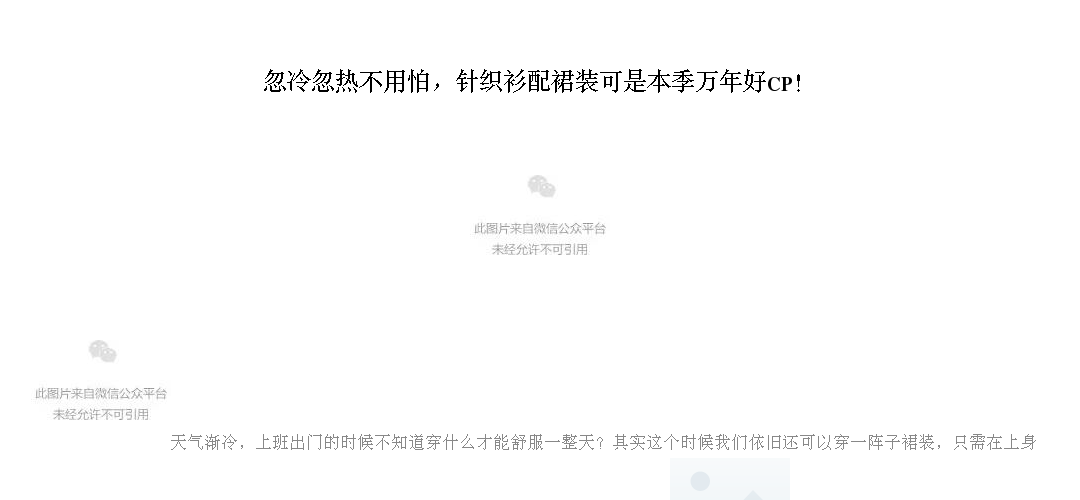 忽冷忽热不用怕，针织衫配裙装可是本季万年好CP！
此图片来自微信公众平台
未经允许不可引用
此图片来自微信公众平台
未经允许不可引用
天气渐冷，上班出门的时候不知道穿什么才能舒服一整天？其实这个时候我们依旧还可以穿一阵子裙装，只需在上身